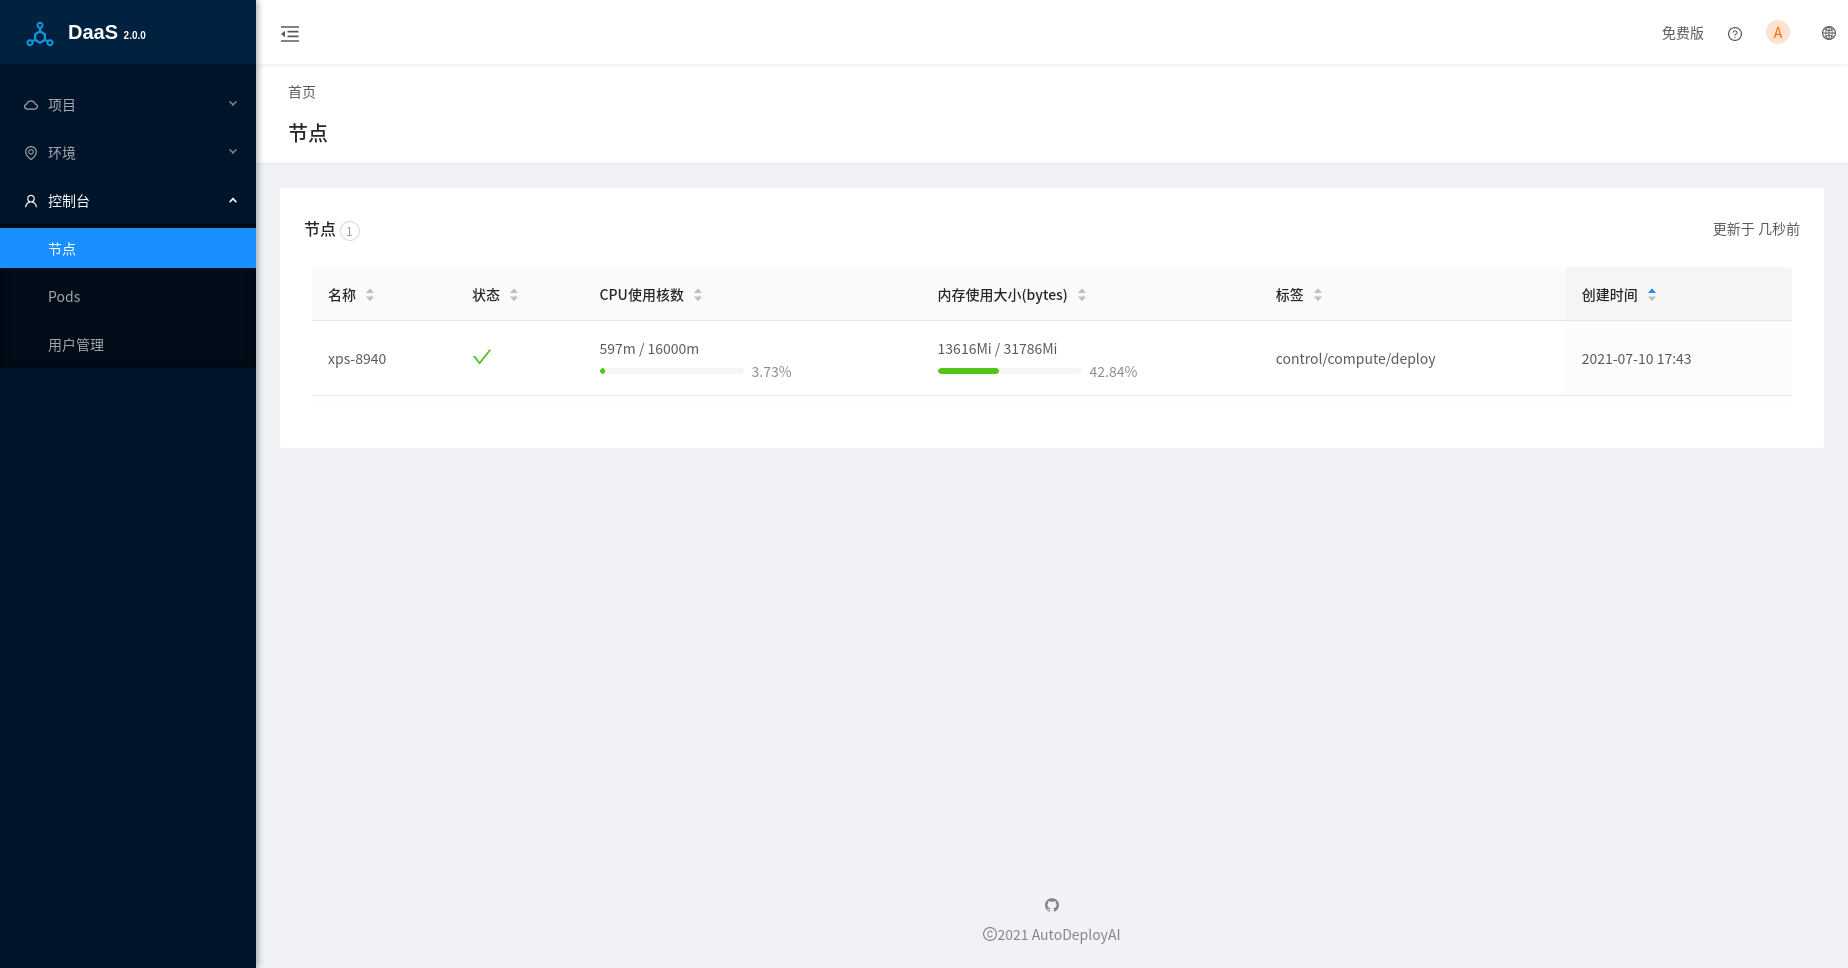 DaaS 2.0.0
免费版
A
项目
环境
控制台
节点
Pods
用户管理
首页
节点
节点 1
更新于 几秒前
名称 状态 CPU使用核数 内存使用大小(bytes) 标签 创建时间
xps-8940 597m / 16000m 3.73% 13616Mi / 31786Mi 42.84% control/compute/deploy 2021-07-10 17:43
©2021 AutoDeployAI